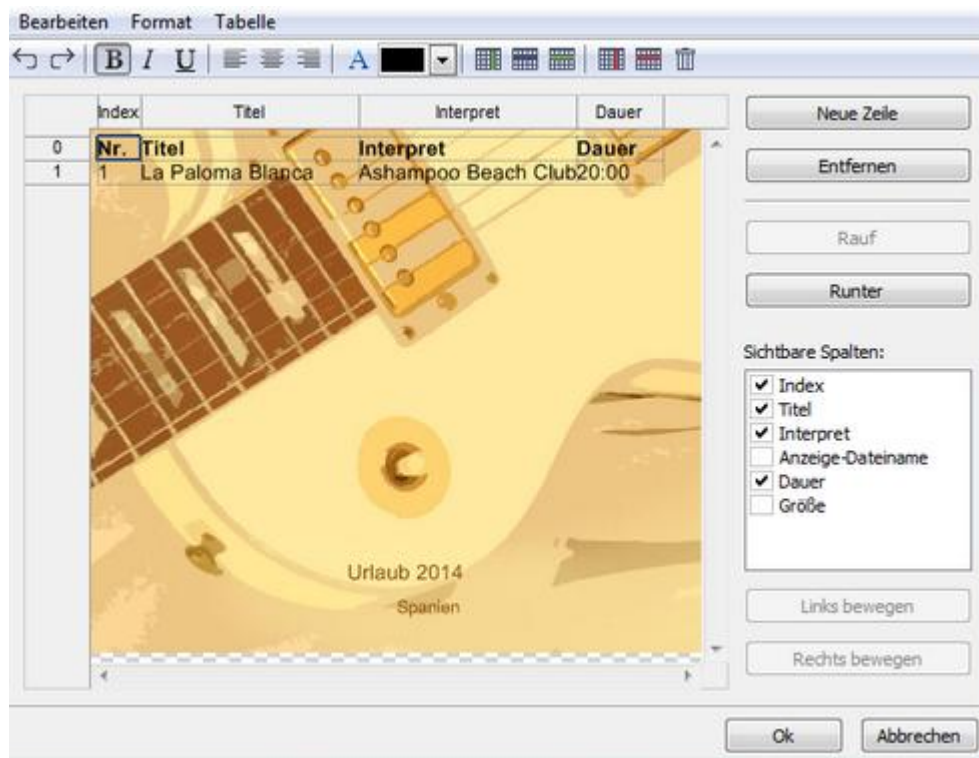 Bearbeiten Format Tabelle
B I U A
Index Titel Interpret Dauer
0 Nr. Titel Interpret Dauer
1 1 La Paloma Blanca Ashampoo Beach Club 20:00
Urlaub 2014
Spanien
Neue Zeile
Entfernen
Rauf
Runter
Sichtbare Spalten:
Index
Titel
Interpret
Anzeige-Dateiname
Dauer
Größe
Links bewegen
Rechts bewegen
Ok Abbrechen